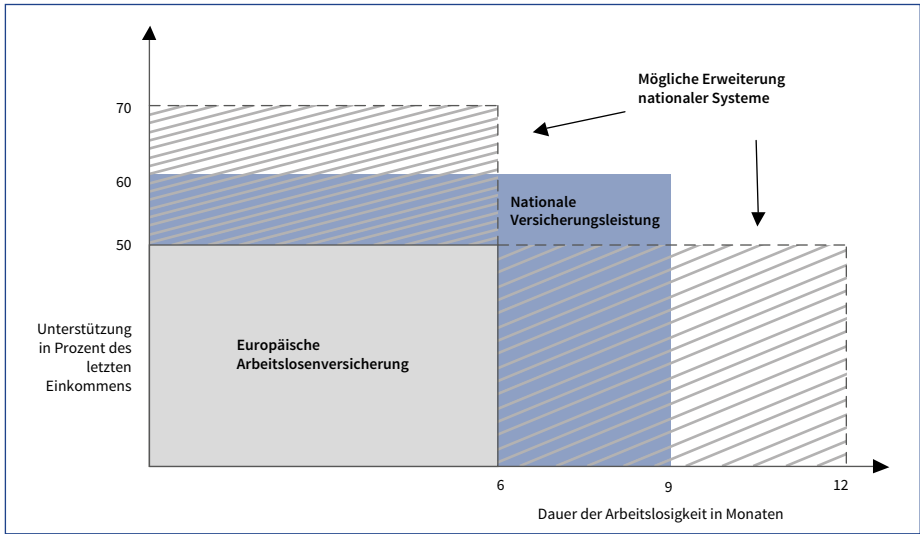 Mögliche Erweiterung
nationaler Systeme
70
60
50
Nationale
Versicherungsleistung
Unterstützung
in Prozent des
letzten
Einkommens
Europäische
Arbeitslosenversicherung
6
9
12
Dauer der Arbeitslosigkeit in Monaten